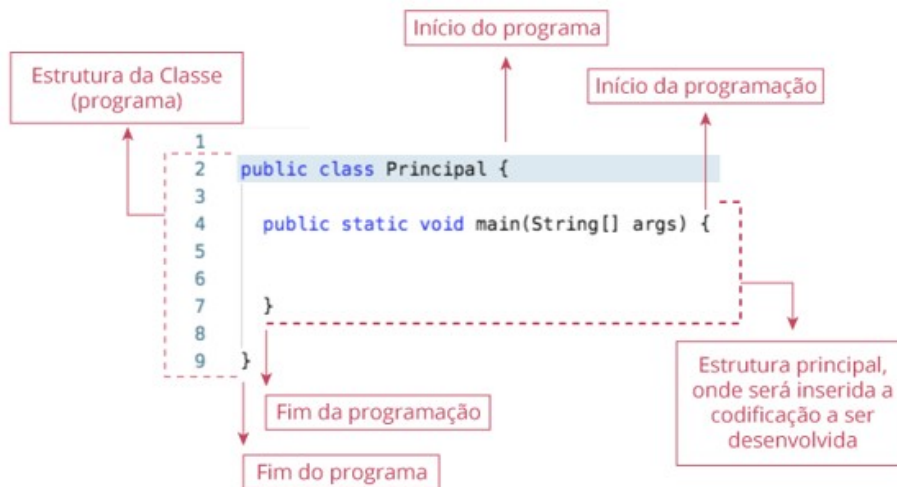 Início do programa
Estrutura da Classe
(programa)
Início da programação
1
2 public class Principal {
3
4 public static void main(String[] args) {
5
6
7 }
8
9 }
Estrutura principal,
onde será inserida a
codificação a ser
desenvolvida
Fim da programação
Fim do programa